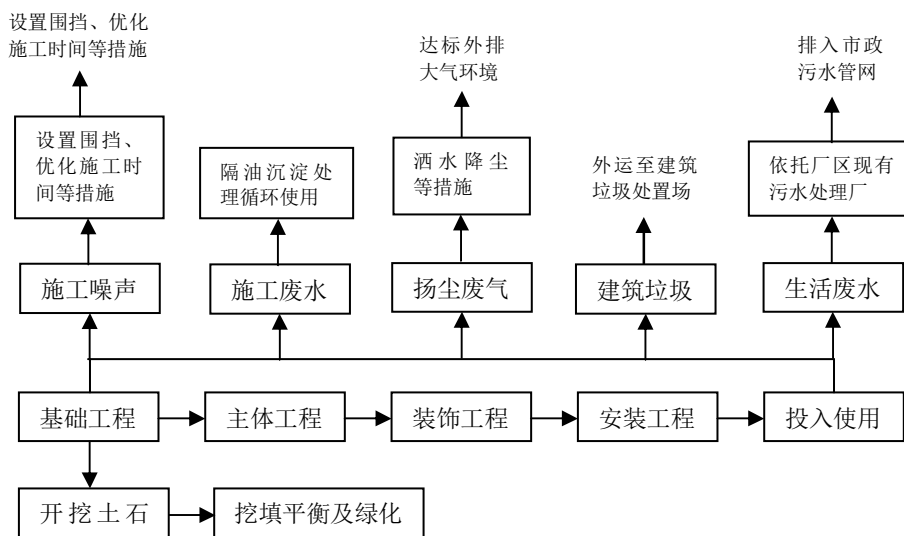 设置围挡、优化
施工时间等措施
达标外排
大气环境
排入市政
污水管网
设置围挡、
优化施工时
间等措施
隔油沉淀处
理循环使用
洒水降尘
等措施
外运至建筑
垃圾处置场
依托厂区现有
污水处理厂
施工噪声
施工废水
扬尘废气
建筑垃圾
生活废水
基础工程
主体工程
装饰工程
安装工程
投入使用
开挖土石
挖填平衡及绿化